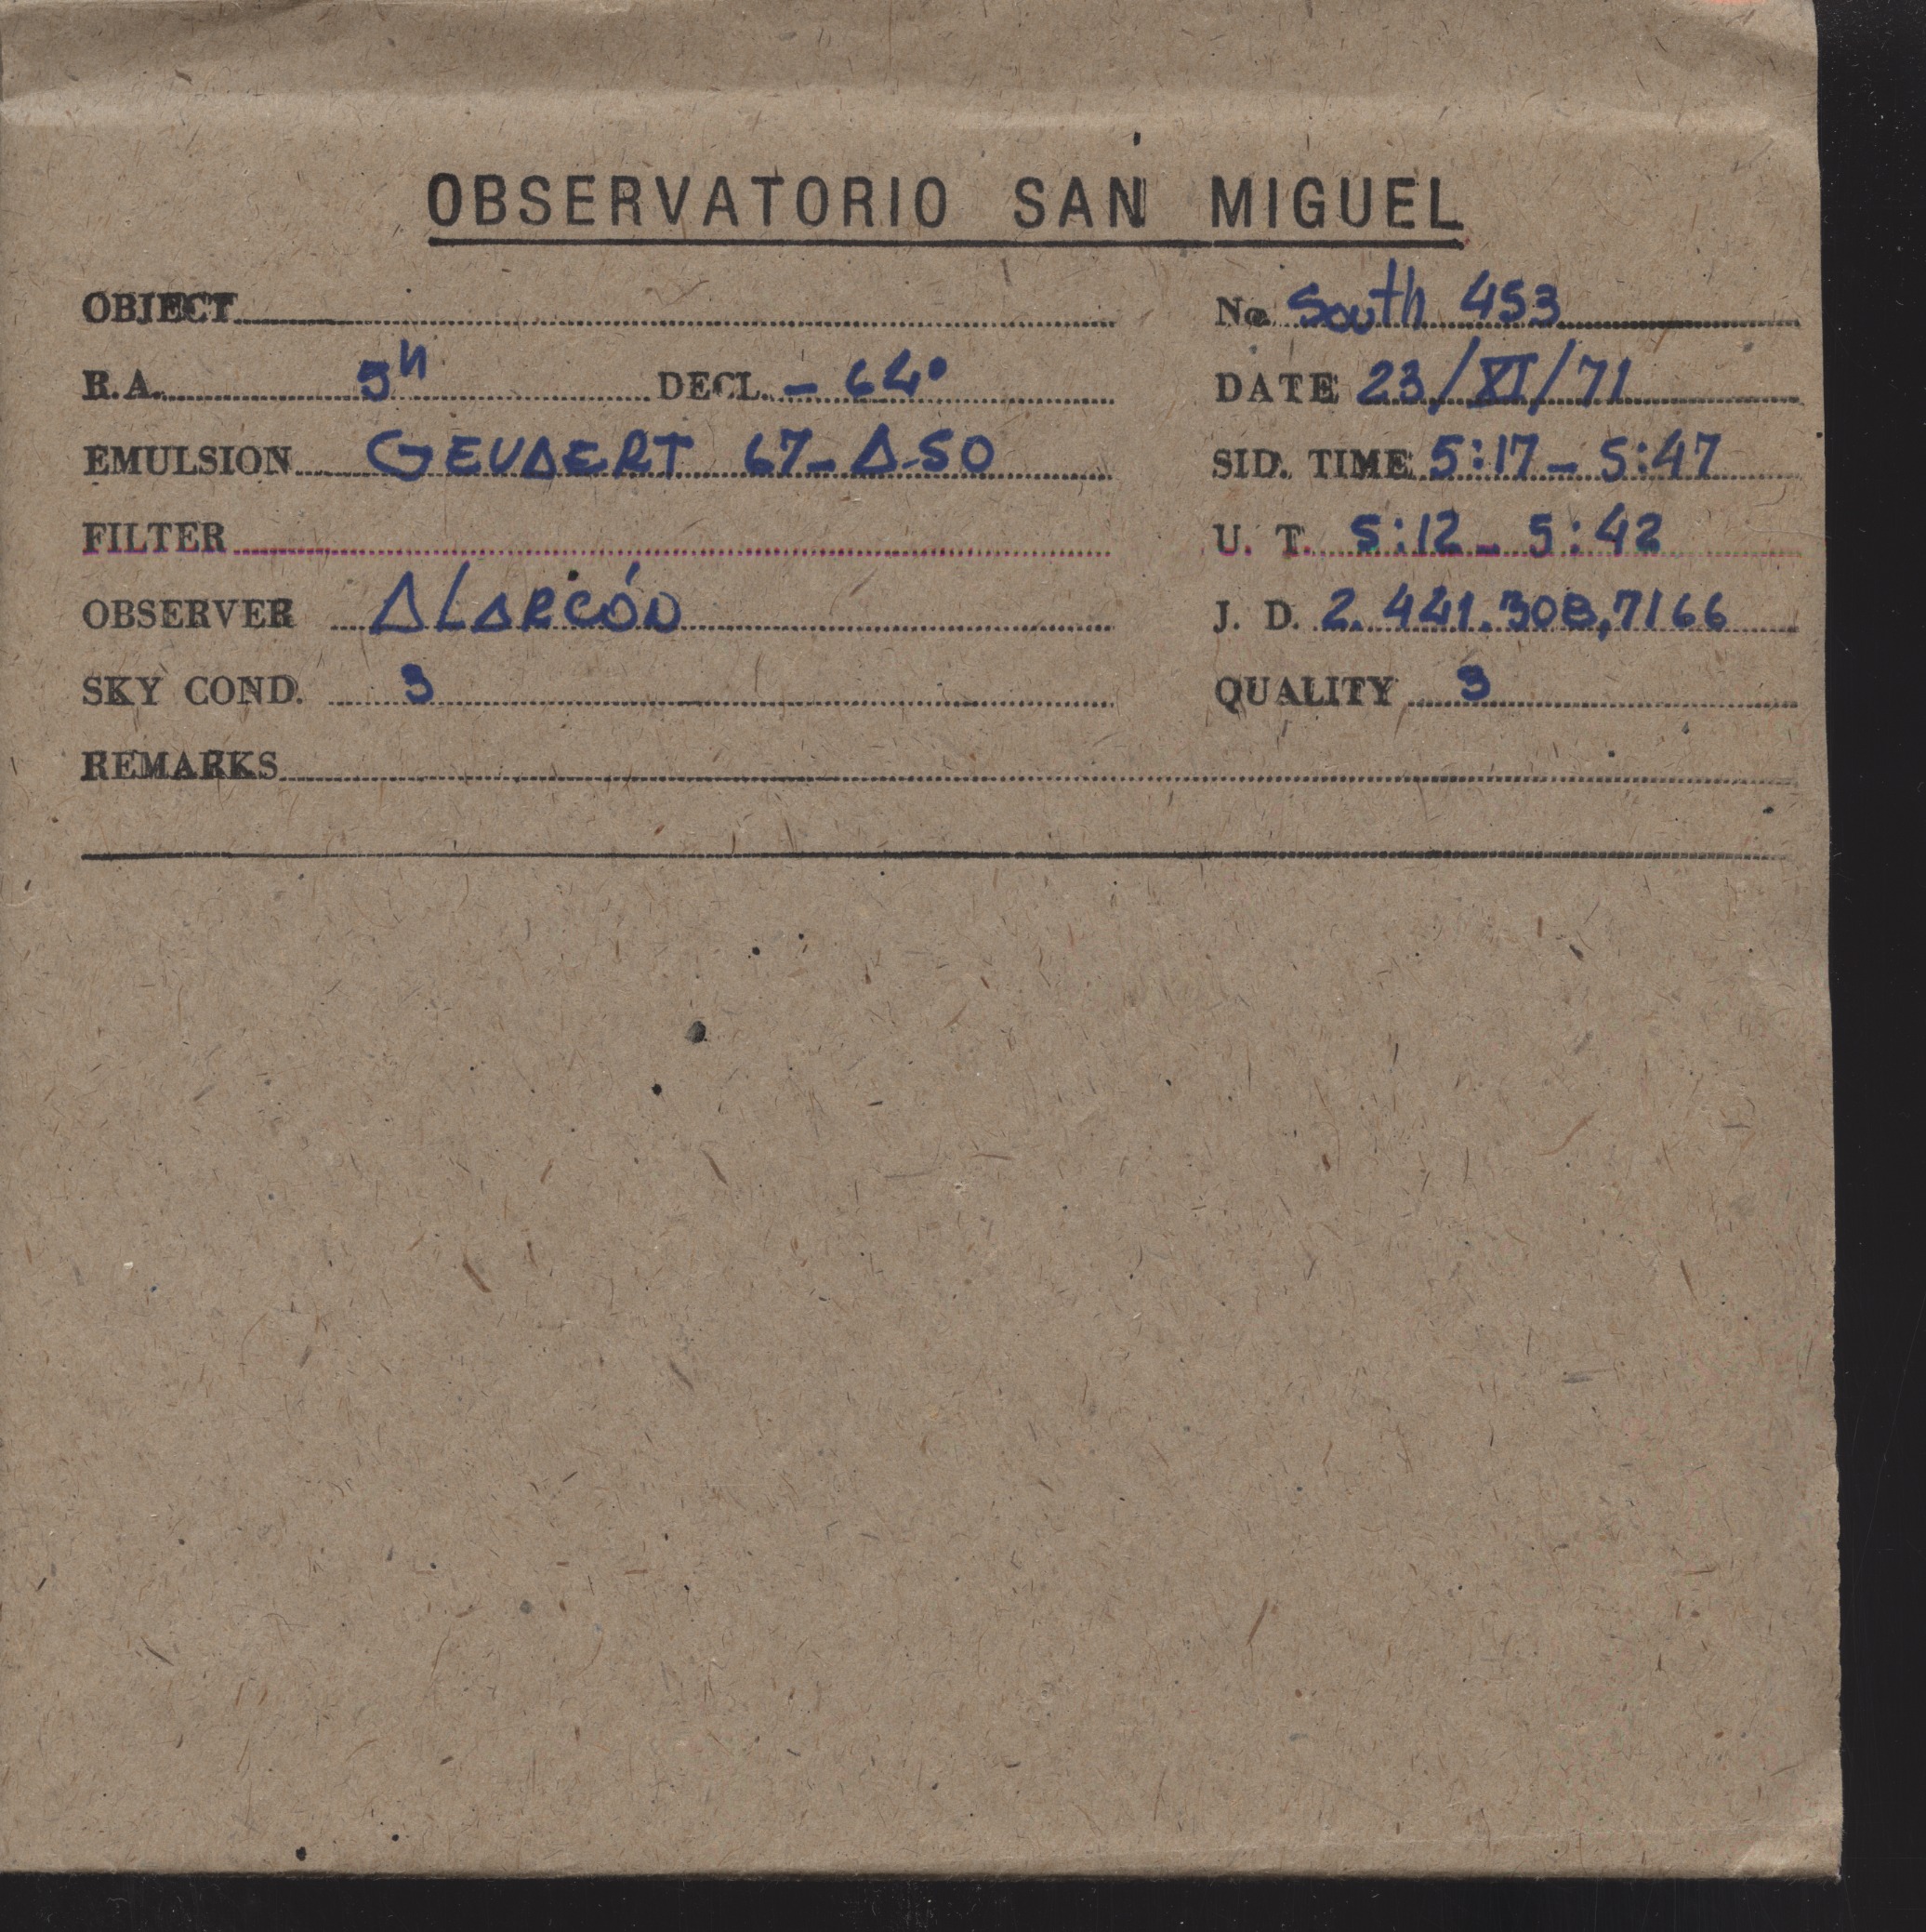 OBSERVATORIO SAN MIGUEL
OBJECT No South 453
R.A. 5h DECL. - 64° DATE 23/XI/71
EMULSION GEVAERT 67-A-50 SID. TIME 5:17 - 5:47
FILTER U. T. 5:12 - 5:42
OBSERVER ALARCÓN J. D. 2.441.308,7166
SKY COND. 3 QUALITY 3
REMARKS